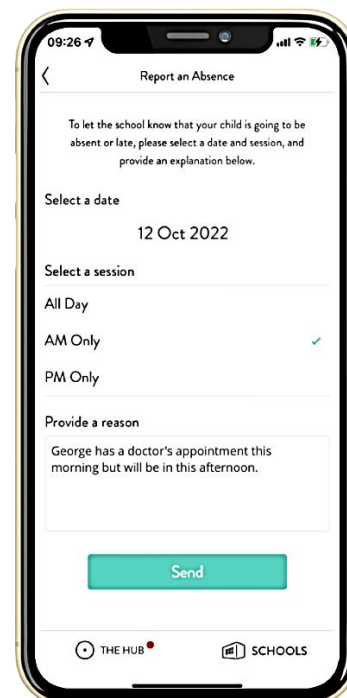 09:26
Report an Absence
To let the school know that your child is going to be
absent or late, please select a date and session, and
provide an explanation below.
Select a date
12 Oct 2022
Select a session
All Day
AM Only
PM Only
Provide a reason
George has a doctor's appointment this
morning but will be in this afternoon.
Send
THE HUB SCHOOLS